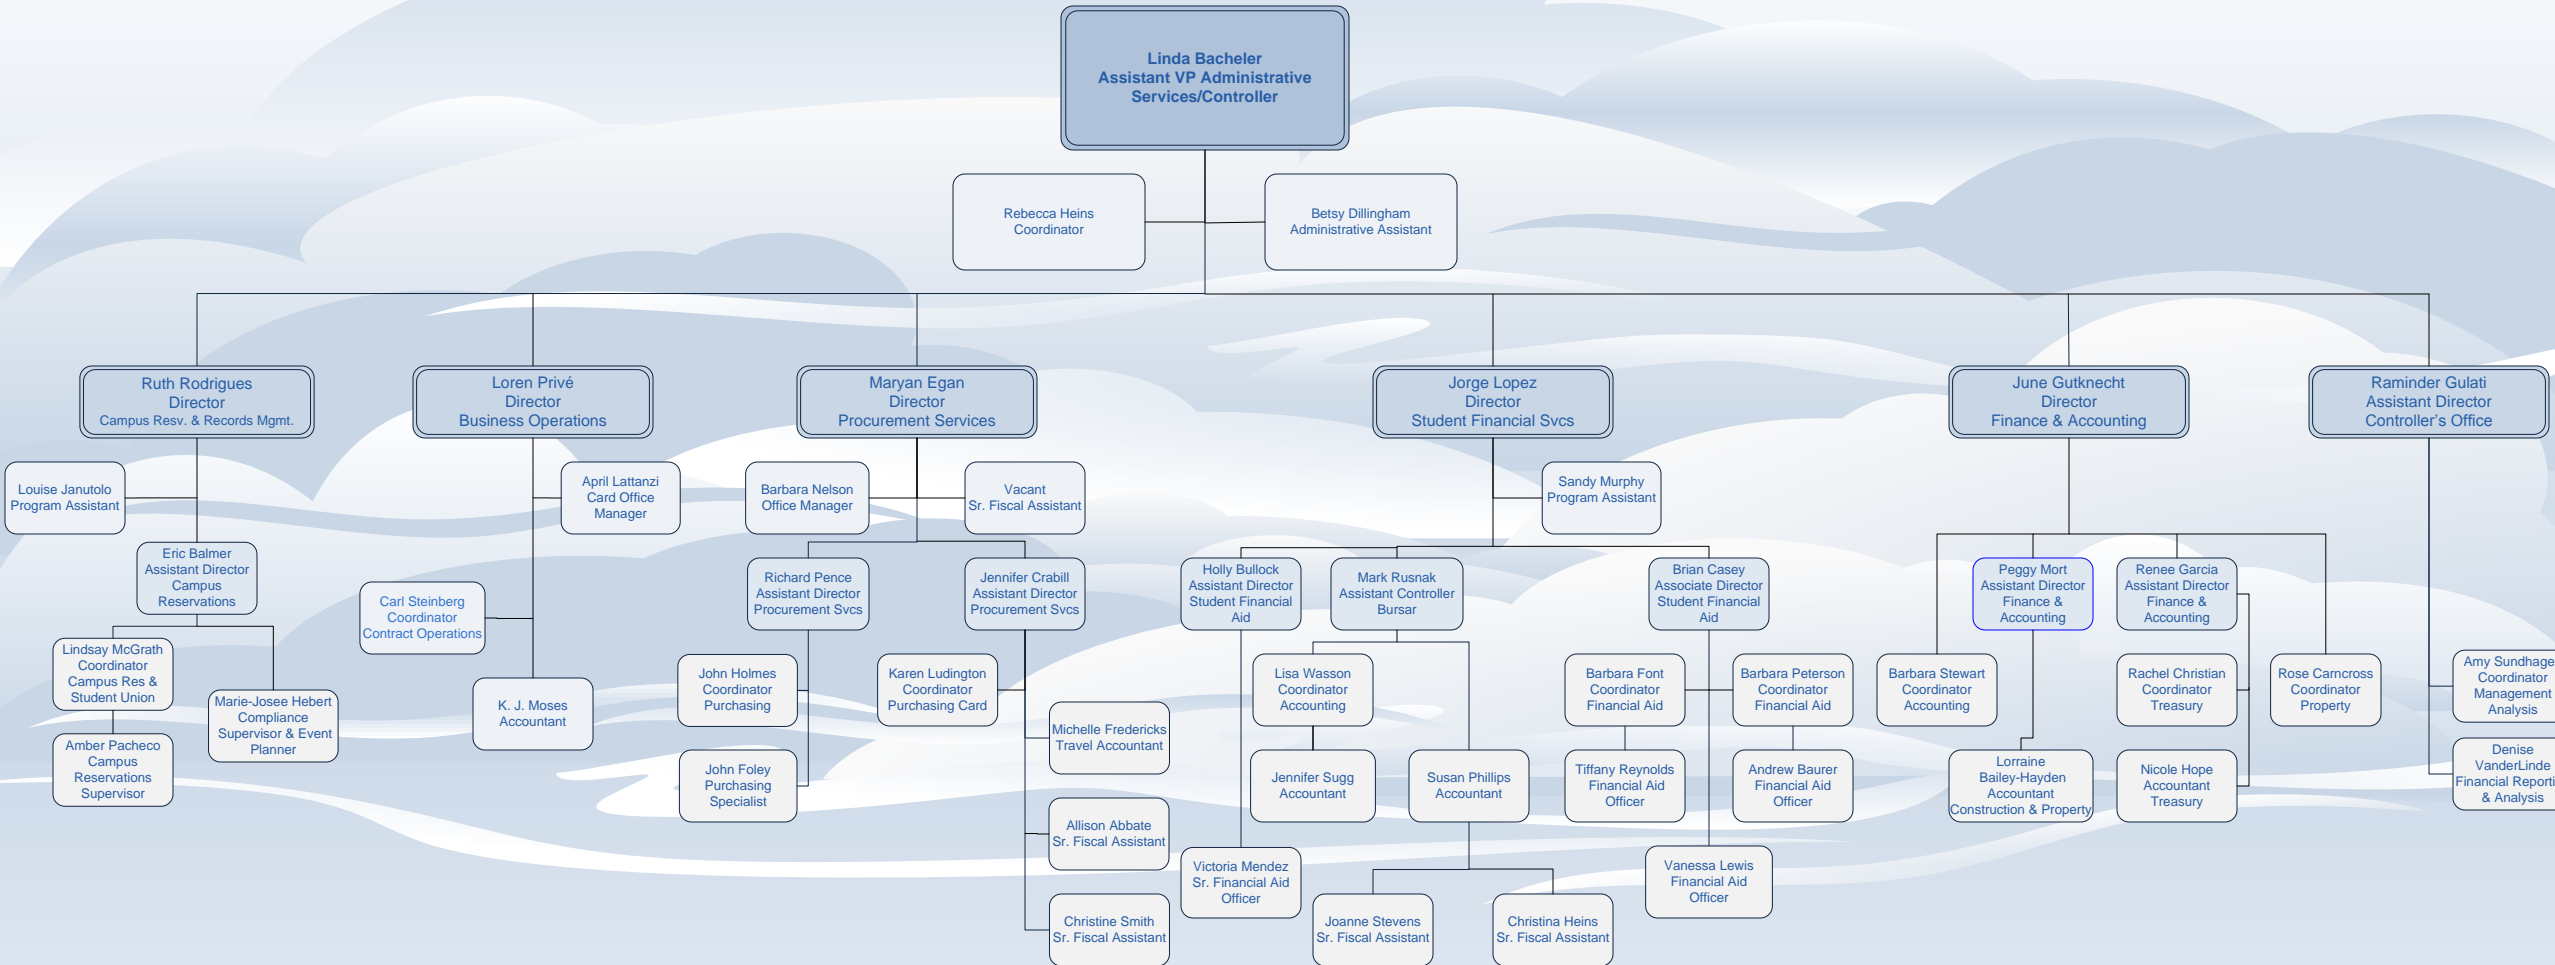 Linda Bacheler
Assistant VP Administrative
Services/Controller
Rebecca Heins
Coordinator
Betsy Dillingham
Administrative Assistant
Ruth Rodrigues
Director
Campus Resv. & Records Mgmt.
Loren Privé
Director
Business Operations
Maryan Egan
Director
Procurement Services
Jorge Lopez
Director
Student Financial Svcs
June Gutknecht
Director
Finance & Accounting
Raminder Gulati
Assistant Director
Controller's Office
Louise Janutolo
Program Assistant
April Lattanzi
Card Office
Manager
Barbara Nelson
Office Manager
Vacant
Sr. Fiscal Assistant
Sandy Murphy
Program Assistant
Eric Balmer
Assistant Director
Campus
Reservations
Carl Steinberg
Coordinator
Contract Operations
Richard Pence
Assistant Director
Procurement Svcs
Jennifer Crabill
Assistant Director
Procurement Svcs
Holly Bullock
Assistant Director
Student Financial
Aid
Mark Rusnak
Assistant Controller
Bursar
Brian Casey
Associate Director
Student Financial
Aid
Peggy Mort
Assistant Director
Finance &
Accounting
Renee Garcia
Assistant Director
Finance &
Accounting
Lindsay McGrath
Coordinator
Campus Res &
Student Union
Marie-Josee Hebert
Compliance
Supervisor & Event
Planner
K. J. Moses
Accountant
John Holmes
Coordinator
Purchasing
Karen Ludington
Coordinator
Purchasing Card
Michelle Fredericks
Travel Accountant
Lisa Wasson
Coordinator
Accounting
Barbara Font
Coordinator
Financial Aid
Barbara Peterson
Coordinator
Financial Aid
Barbara Stewart
Coordinator
Accounting
Rachel Christian
Coordinator
Treasury
Rose Carncross
Coordinator
Property
Amy Sundhage
Coordinator
Management
Analysis
Amber Pacheco
Campus
Reservations
Supervisor
John Foley
Purchasing
Specialist
Jennifer Sugg
Accountant
Susan Phillips
Accountant
Tiffany Reynolds
Financial Aid
Officer
Andrew Baurer
Financial Aid
Officer
Lorraine
Bailey-Hayden
Accountant
Construction & Property
Nicole Hope
Accountant
Treasury
Denise
VanderLinde
Financial Reporti
& Analysis
Allison Abbate
Sr. Fiscal Assistant
Victoria Mendez
Sr. Financial Aid
Officer
Vanessa Lewis
Financial Aid
Officer
Christine Smith
Sr. Fiscal Assistant
Joanne Stevens
Sr. Fiscal Assistant
Christina Heins
Sr. Fiscal Assistant